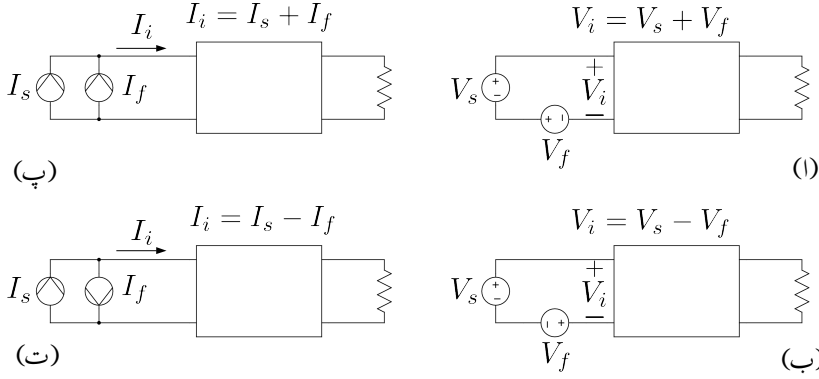 I_i = I_s + I_f
I_i
I_s
I_f
(پ)
V_i = V_s + V_f
V_s
+
−
+
V_i
−
+ −
V_f
(ا)
I_i = I_s − I_f
I_i
I_s
I_f
(ت)
V_i = V_s − V_f
V_s
+
−
+
V_i
−
− +
V_f
(ب)